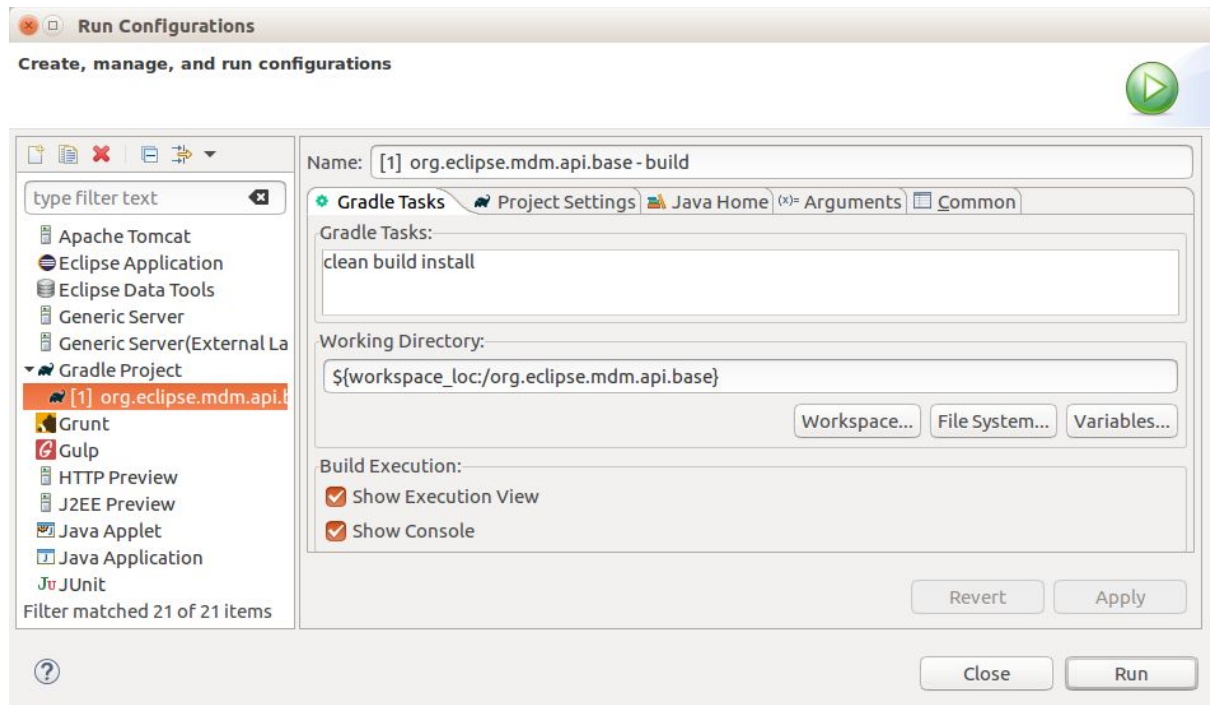 Run Configurations
Create, manage, and run configurations
Name: [1] org.eclipse.mdm.api.base - build
type filter text
Gradle Tasks Project Settings Java Home (x)= Arguments Common
Gradle Tasks:
clean build install
Apache Tomcat
Eclipse Application
Eclipse Data Tools
Generic Server
Generic Server(External La
Gradle Project
[1] org.eclipse.mdm.api.b
Grunt
Gulp
HTTP Preview
J2EE Preview
Java Applet
Java Application
Ju JUnit
Filter matched 21 of 21 items
Working Directory:
${workspace_loc:/org.eclipse.mdm.api.base}
Workspace... File System... Variables...
Build Execution:
Show Execution View
Show Console
Revert Apply
Close Run